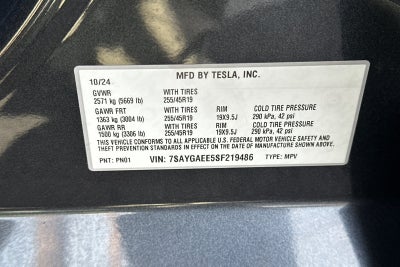 10/24 MFD BY TESLA, INC.
GVWR WITH TIRES
2571 kg (5669 lb) 255/45R19
GAWR FRT WITH TIRES RIM COLD TIRE PRESSURE
1363 kg (3004 lb) 255/45R19 19X9.5J 290 kPa, 42 psi
GAWR RR WITH TIRES RIM COLD TIRE PRESSURE
1500 kg (3306 lb) 255/45R19 19X9.5J 290 kPa, 42 psi
THIS VEHICLE CONFORMS TO ALL APPLICABLE U.S. FEDERAL MOTOR VEHICLE SAFETY AND
THEFT PREVENTION STANDARDS IN EFFECT ON THE DATE OF MANUFACTURE SHOWN ABOVE.
PNT: PN01 VIN: 7SAYGAEE5SF219486 TYPE: MPV